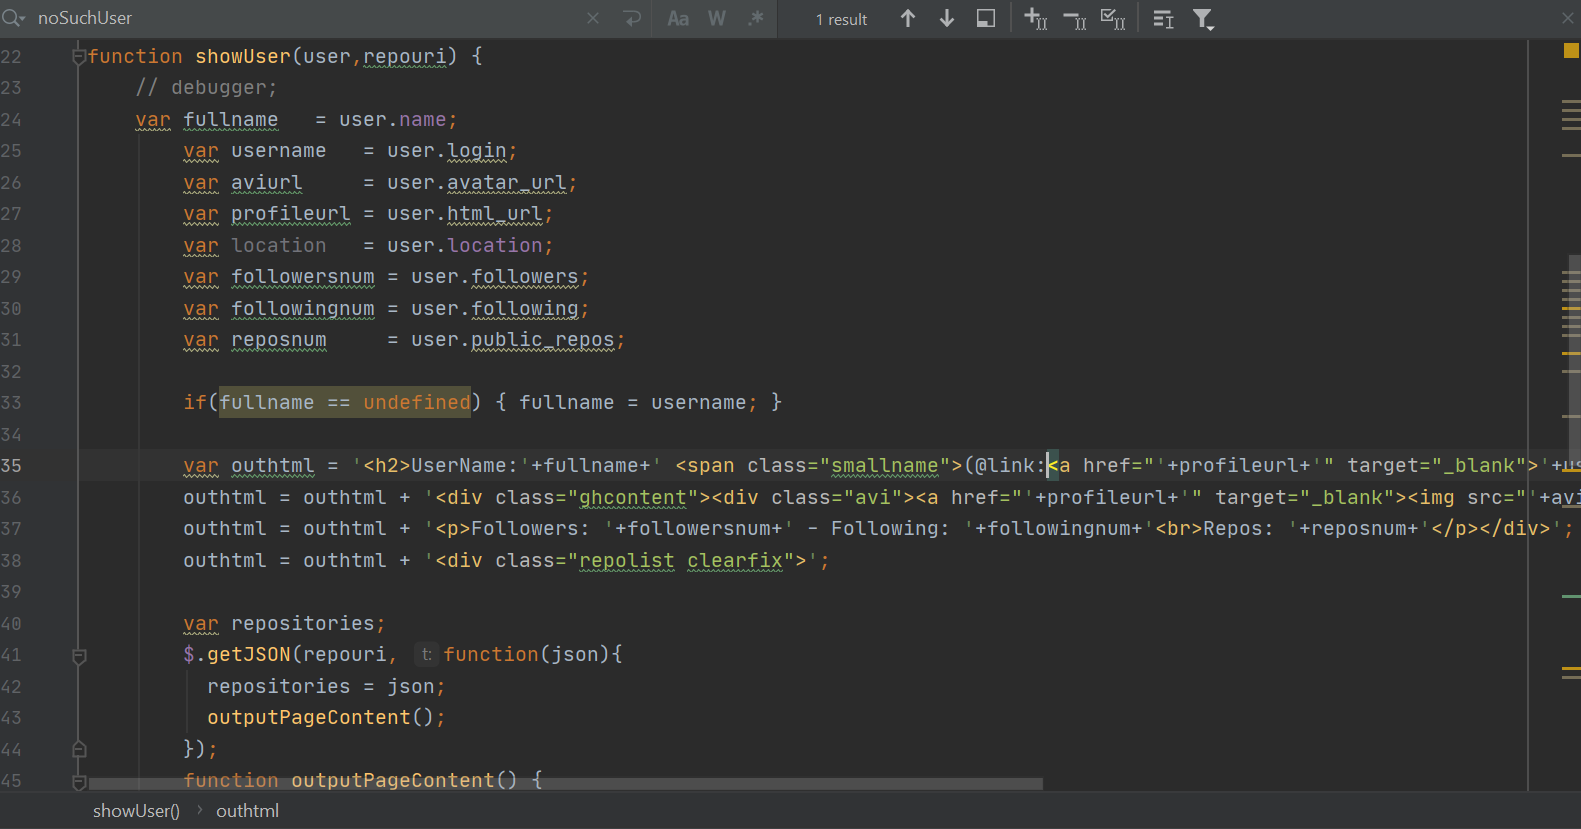 noSuchUser Aa W .* 1 result
22 function showUser(user,repouri) {
23 // debugger;
24 var fullname = user.name;
25 var username = user.login;
26 var aviurl = user.avatar_url;
27 var profileurl = user.html_url;
28 var location = user.location;
29 var followersnum = user.followers;
30 var followingnum = user.following;
31 var reposnum = user.public_repos;
32
33 if(fullname == undefined) { fullname = username; }
34
35 var outhtml = '<h2>UserName:'+fullname+' <span class="smallname">(@link:<a href="'+profileurl+'" target="_blank">'+us
36 outhtml = outhtml + '<div class="ghcontent"><div class="avi"><a href="'+profileurl+'" target="_blank"><img src="'+avi
37 outhtml = outhtml + '<p>Followers: '+followersnum+' - Following: '+followingnum+'<br>Repos: '+reposnum+'</p></div>';
38 outhtml = outhtml + '<div class="repolist clearfix">';
39
40 var repositories;
41 $.getJSON(repouri, t: function(json){
42 repositories = json;
43 outputPageContent();
44 });
45 function outputPageContent() {
showUser() › outhtml